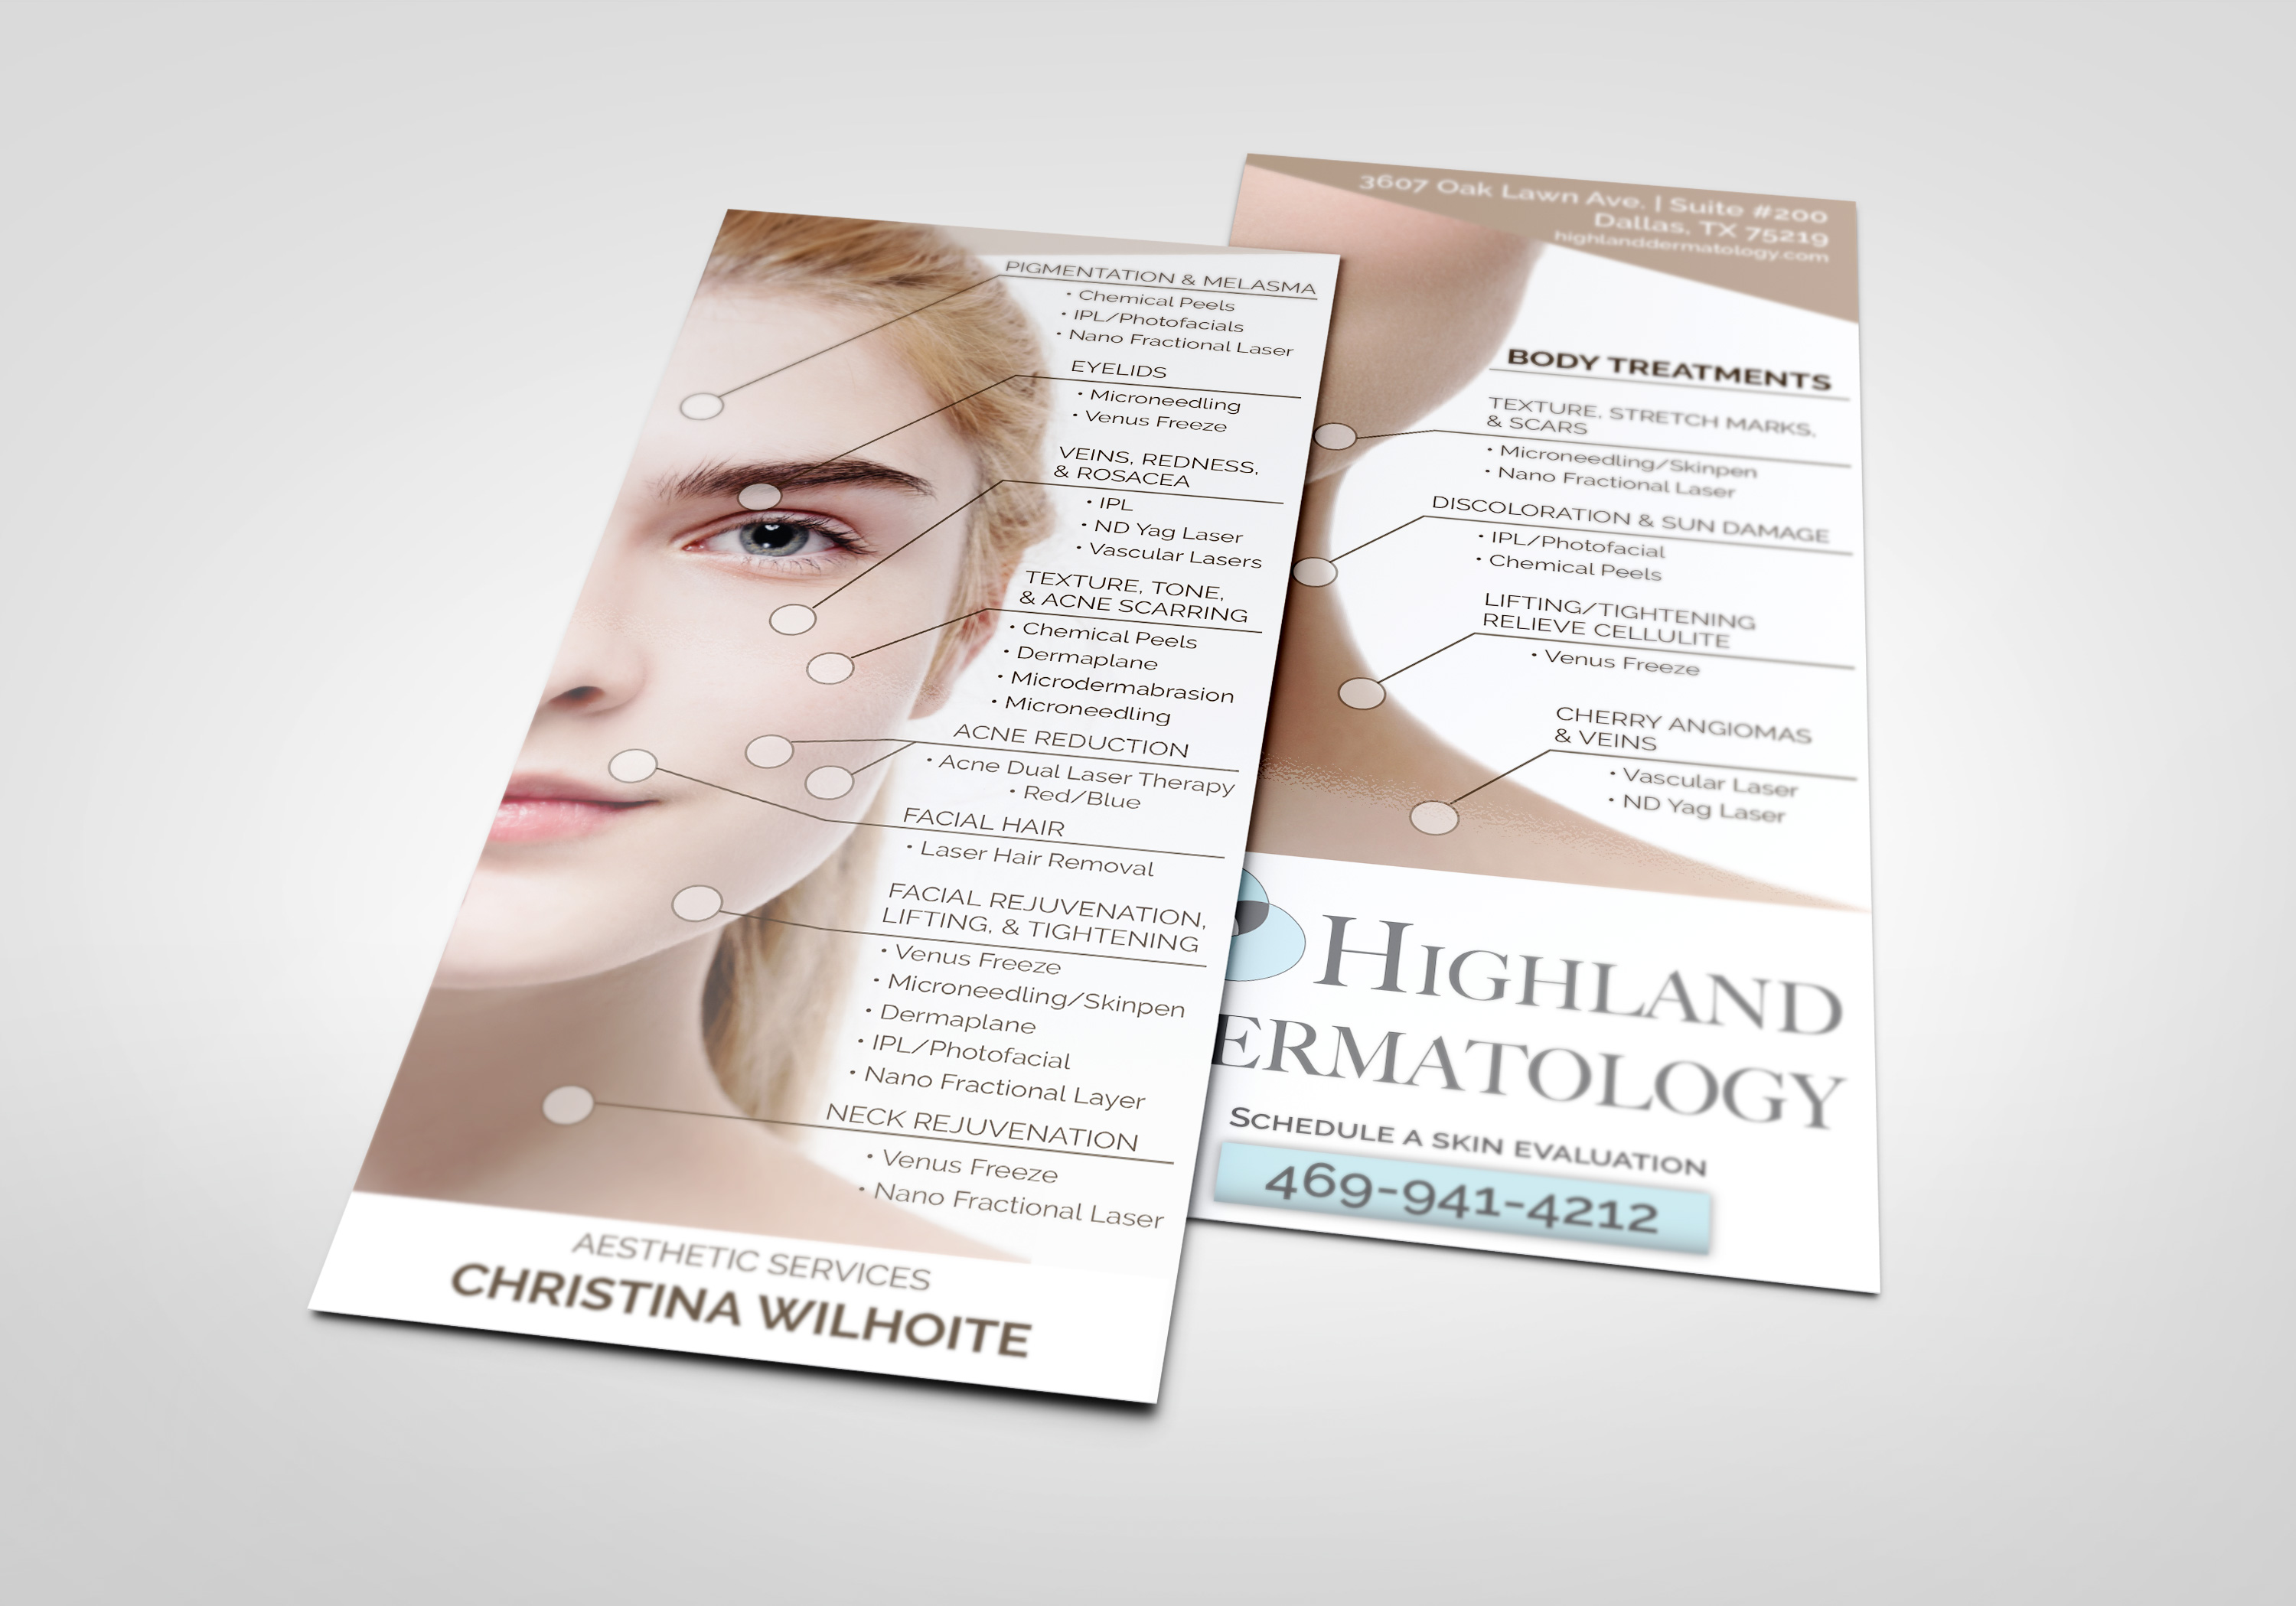 PIGMENTATION & MELASMA
• Chemical Peels
• IPL/Photofacials
• Nano Fractional Laser
EYELIDS
• Microneedling
• Venus Freeze
VEINS, REDNESS,
& ROSACEA
• IPL
• ND Yag Laser
• Vascular Lasers
TEXTURE, TONE,
& ACNE SCARRING
• Chemical Peels
• Dermaplane
• Microdermabrasion
• Microneedling
ACNE REDUCTION
• Acne Dual Laser Therapy
• Red/Blue
FACIAL HAIR
• Laser Hair Removal
FACIAL REJUVENATION,
LIFTING, & TIGHTENING
• Venus Freeze
• Microneedling/Skinpen
• Dermaplane
• IPL/Photofacial
• Nano Fractional Layer
NECK REJUVENATION
• Venus Freeze
• Nano Fractional Laser
AESTHETIC SERVICES
CHRISTINA WILHOITE
3607 Oak Lawn Ave. | Suite #200
Dallas, TX 75219
highlanddermatology.com
BODY TREATMENTS
TEXTURE, STRETCH MARKS,
& SCARS
• Microneedling/Skinpen
• Nano Fractional Laser
DISCOLORATION & SUN DAMAGE
• IPL/Photofacial
• Chemical Peels
LIFTING/TIGHTENING
RELIEVE CELLULITE
• Venus Freeze
CHERRY ANGIOMAS
& VEINS
• Vascular Laser
• ND Yag Laser
HIGHLAND
ERMATOLOGY
SCHEDULE A SKIN EVALUATION
469-941-4212